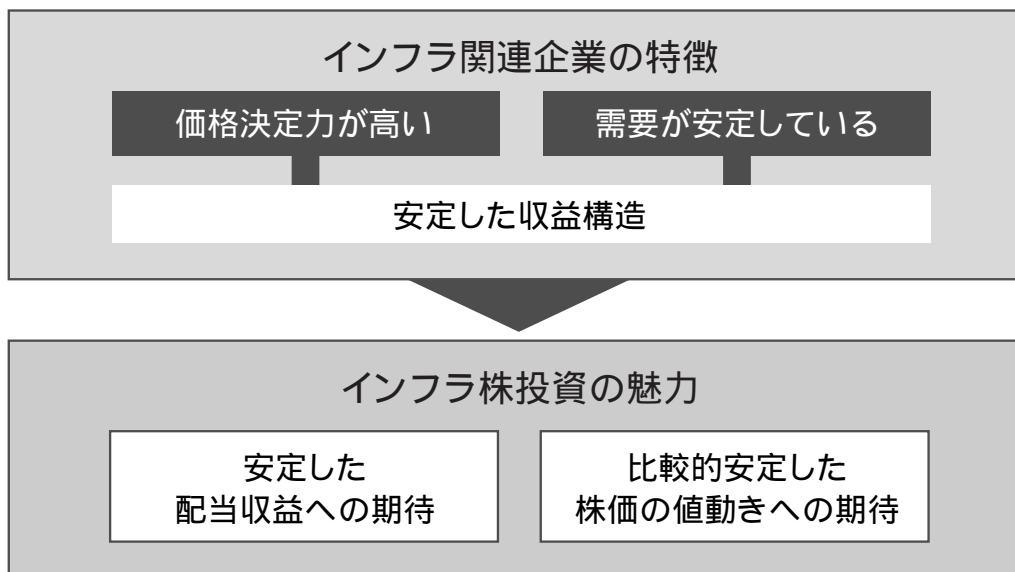 インフラ関連企業の特徴
価格決定力が高い
需要が安定している
安定した収益構造
インフラ株投資の魅力
安定した
配当収益への期待
比較的安定した
株価の値動きへの期待